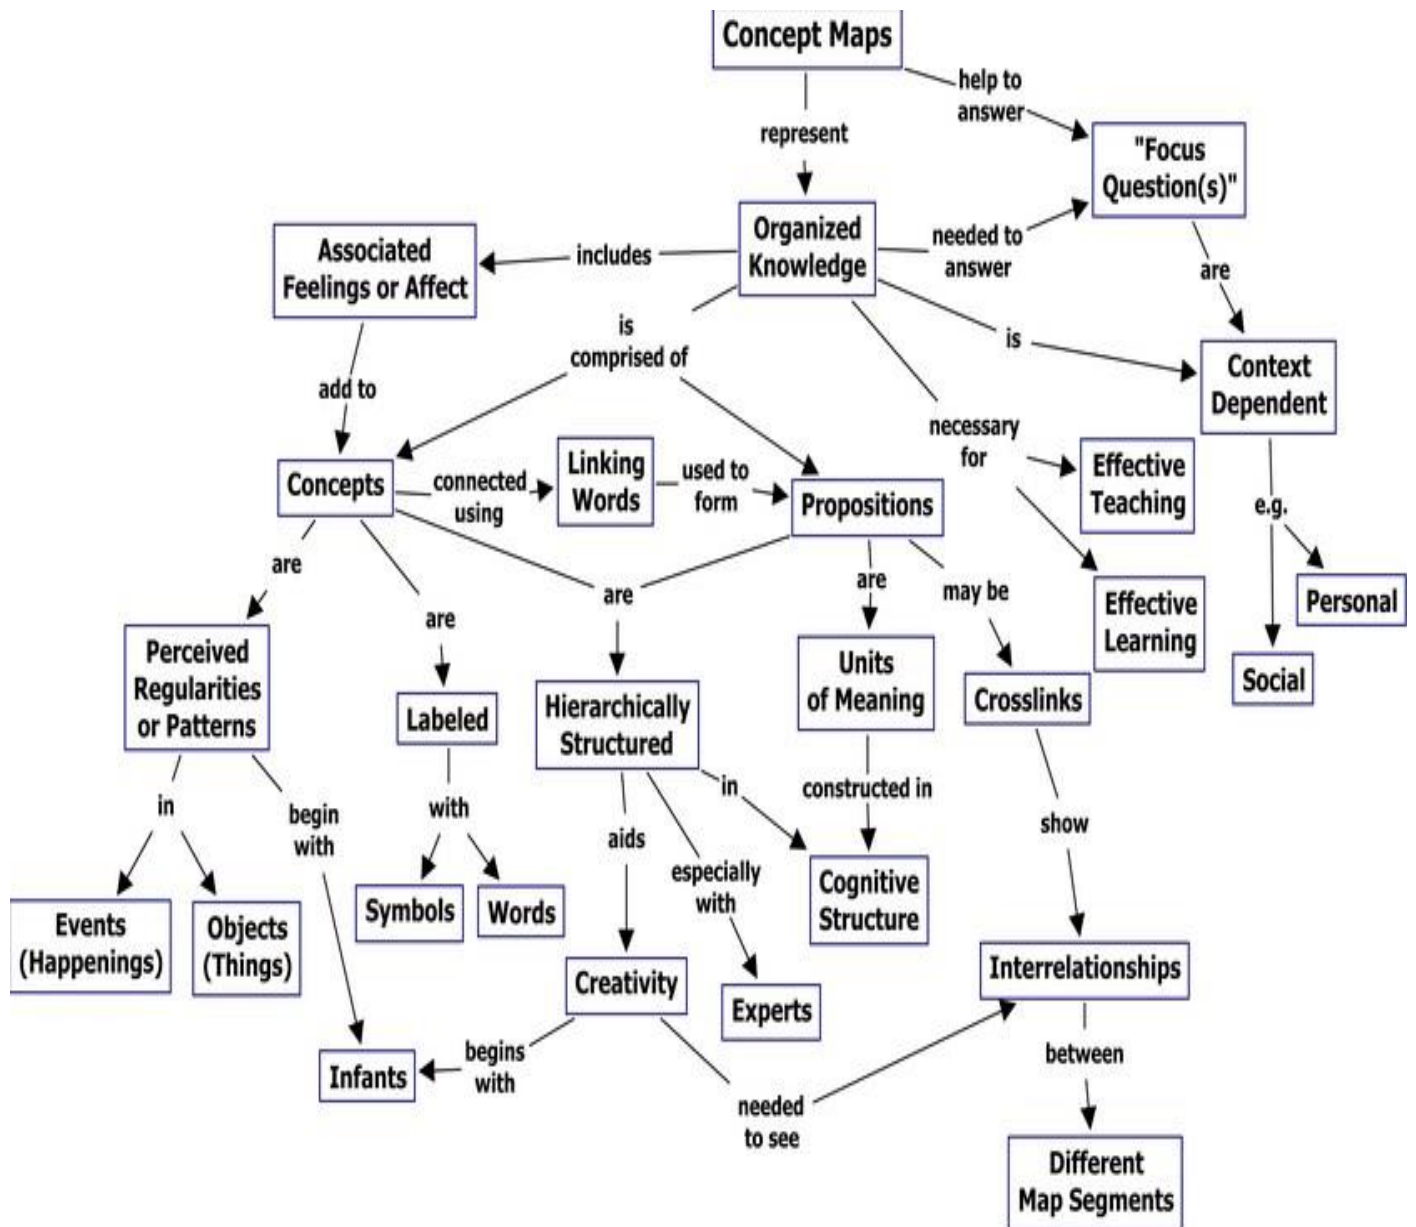 Concept Maps
help to
answer
represent
"Focus
Question(s)"
Organized
Knowledge
needed to
answer
Associated
Feelings or Affect
includes
are
is
comprised of
is
Context
Dependent
add to
necessary
for
Effective
Teaching
Concepts
connected
using
Linking
Words
used to
form
Propositions
e.g.
are
are
are
are
may be
Effective
Learning
Personal
Social
Perceived
Regularities
or Patterns
Labeled
Hierarchically
Structured
Units
of Meaning
Crosslinks
in
begin
with
with
aids
especially
with
in
constructed in
show
Events
(Happenings)
Objects
(Things)
Symbols
Words
Cognitive
Structure
Creativity
Experts
Interrelationships
Infants
begins
with
needed
to see
between
Different
Map Segments